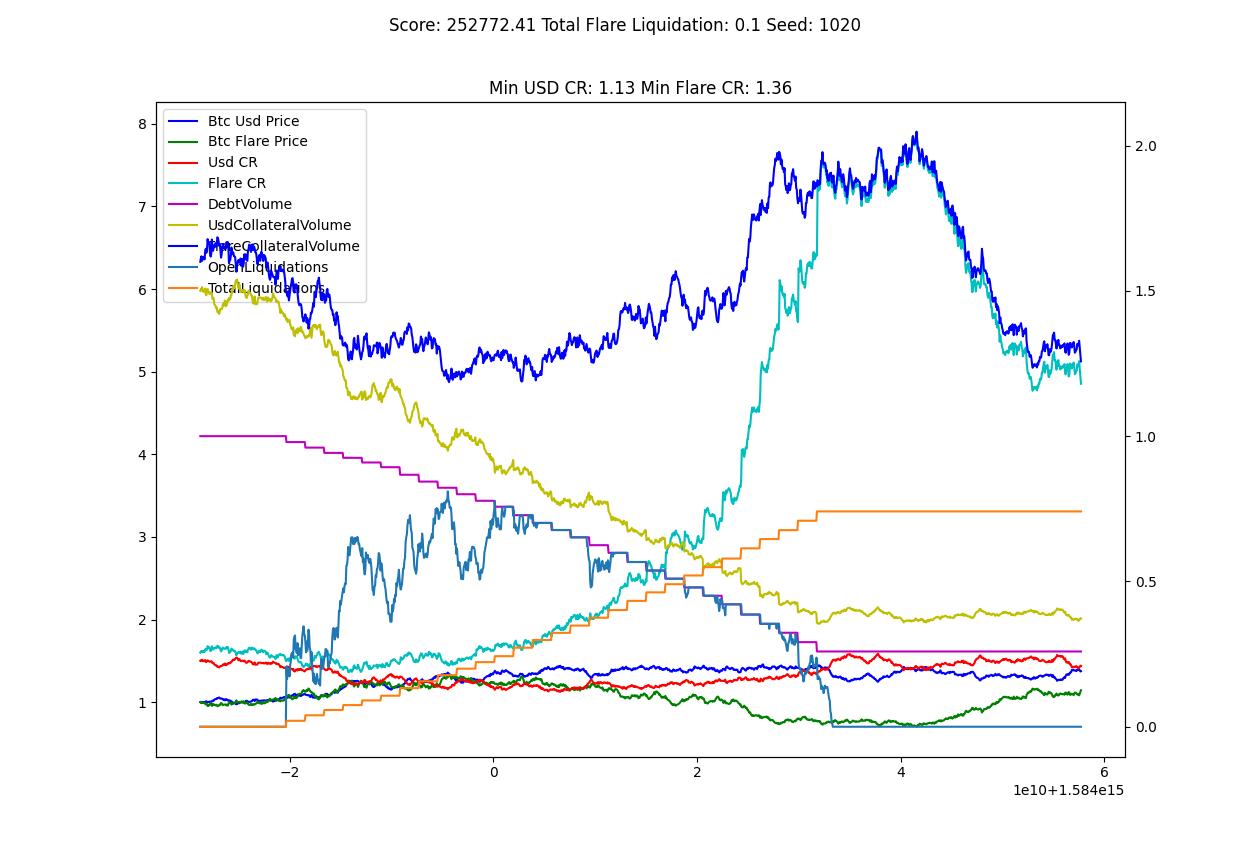 Score: 252772.41 Total Flare Liquidation: 0.1 Seed: 1020
Min USD CR: 1.13 Min Flare CR: 1.36
Btc Usd Price
Btc Flare Price
Usd CR
Flare CR
DebtVolume
UsdCollateralVolume
FlareCollateralVolume
OpenLiquidations
TotalLiquidations
8
7
6
5
4
3
2
1
2.0
1.5
1.0
0.5
0.0
−2
0
2
4
6
1e10+1.584e15